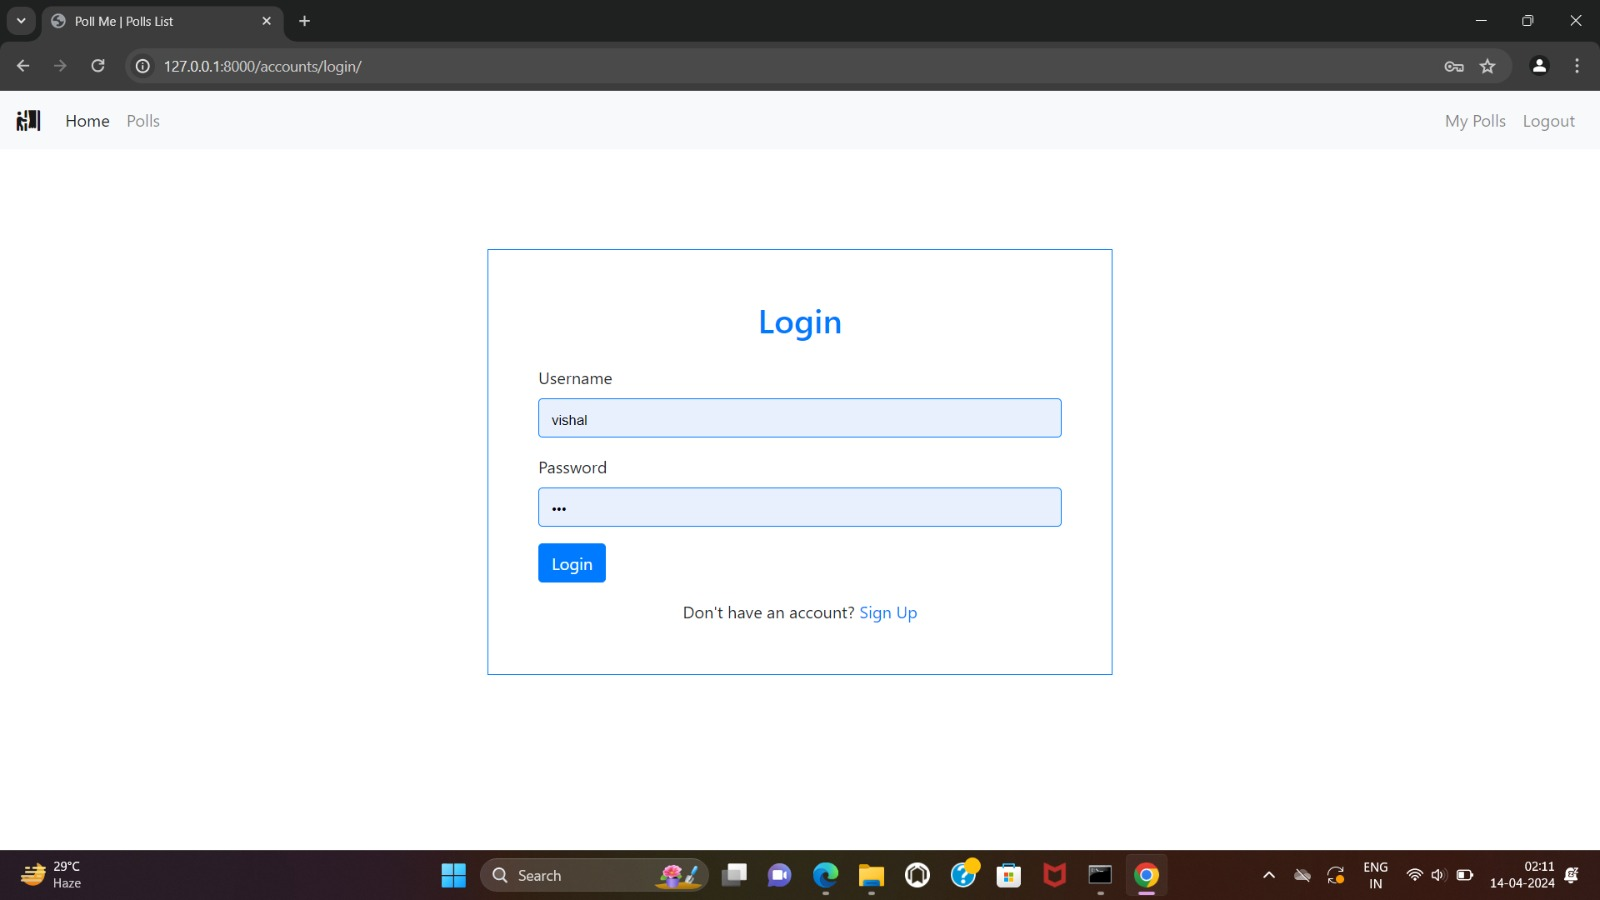 Poll Me | Polls List
127.0.0.1:8000/accounts/login/
Home Polls My Polls Logout
Login
Username
vishal
Password
•••
Login
Don't have an account? Sign Up
29°C
Haze
Search
ENG
IN
02:11
14-04-2024